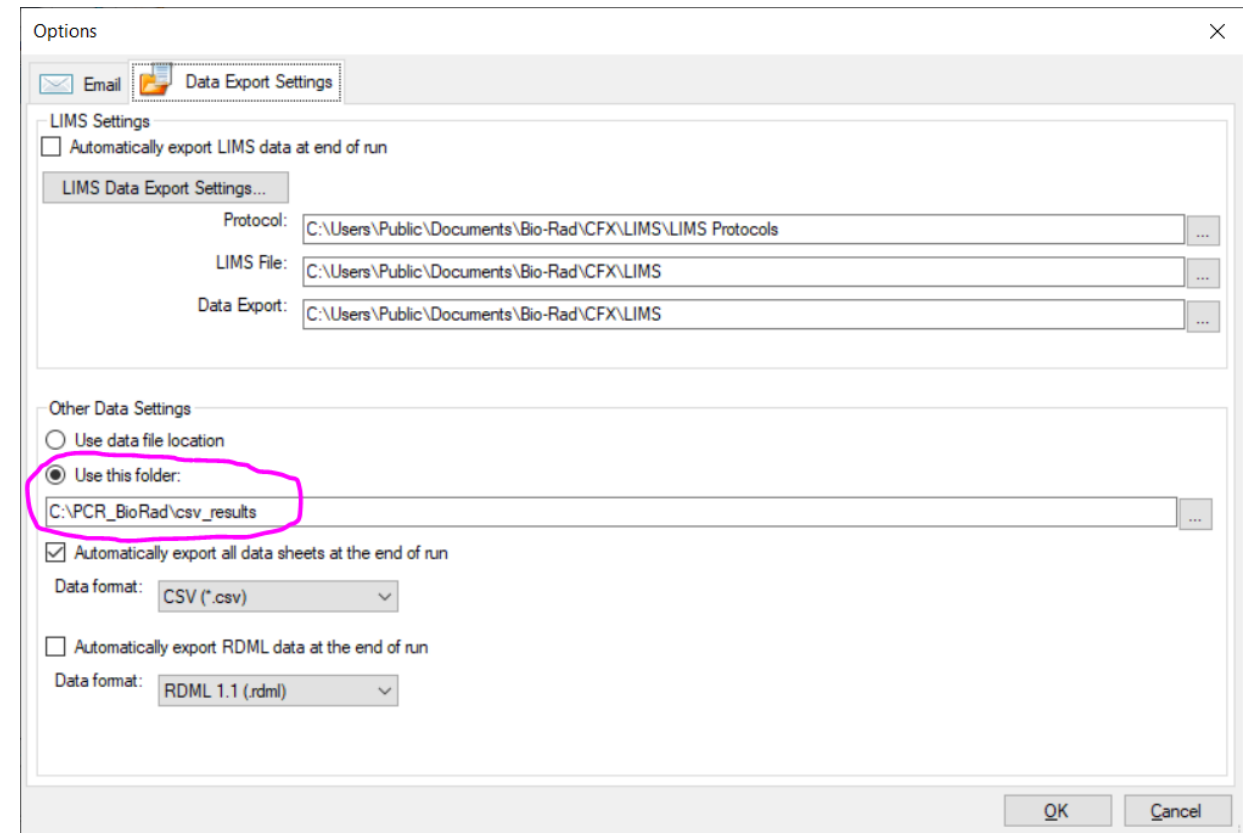 Options
Email
Data Export Settings
LIMS Settings
Automatically export LIMS data at end of run
LIMS Data Export Settings...
Protocol:
C:\Users\Public\Documents\Bio-Rad\CFX\LIMS\LIMS Protocols
...
LIMS File:
C:\Users\Public\Documents\Bio-Rad\CFX\LIMS
...
Data Export:
C:\Users\Public\Documents\Bio-Rad\CFX\LIMS
...
Other Data Settings
Use data file location
Use this folder:
C:\PCR_BioRad\csv_results
...
Automatically export all data sheets at the end of run
Data format:
CSV (*.csv)
Automatically export RDML data at the end of run
Data format:
RDML 1.1 (.rdml)
OK
Cancel